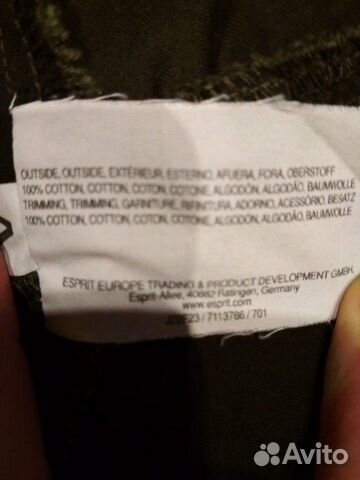 OUTSIDE, OUTSIDE, EXTÉRIEUR, ESTERNO, AFUERA, FORA, OBERSTOFF
100% COTTON, COTTON, COTON, COTONE, ALGODÓN, ALGODÃO, BAUMWOLLE
TRIMMING, TRIMMING, GARNITURE, RIFINITURA, ADORNO, ACESSÓRIO, BESATZ
100% COTTON, COTTON, COTON, COTONE, ALGODÓN, ALGODÃO, BAUMWOLLE
ESPRIT EUROPE TRADING & PRODUCT DEVELOPMENT GMBH,
Esprit-Allee, 40882 Ratingen, Germany
www.esprit.com
/ 7113786 / 701
Avito